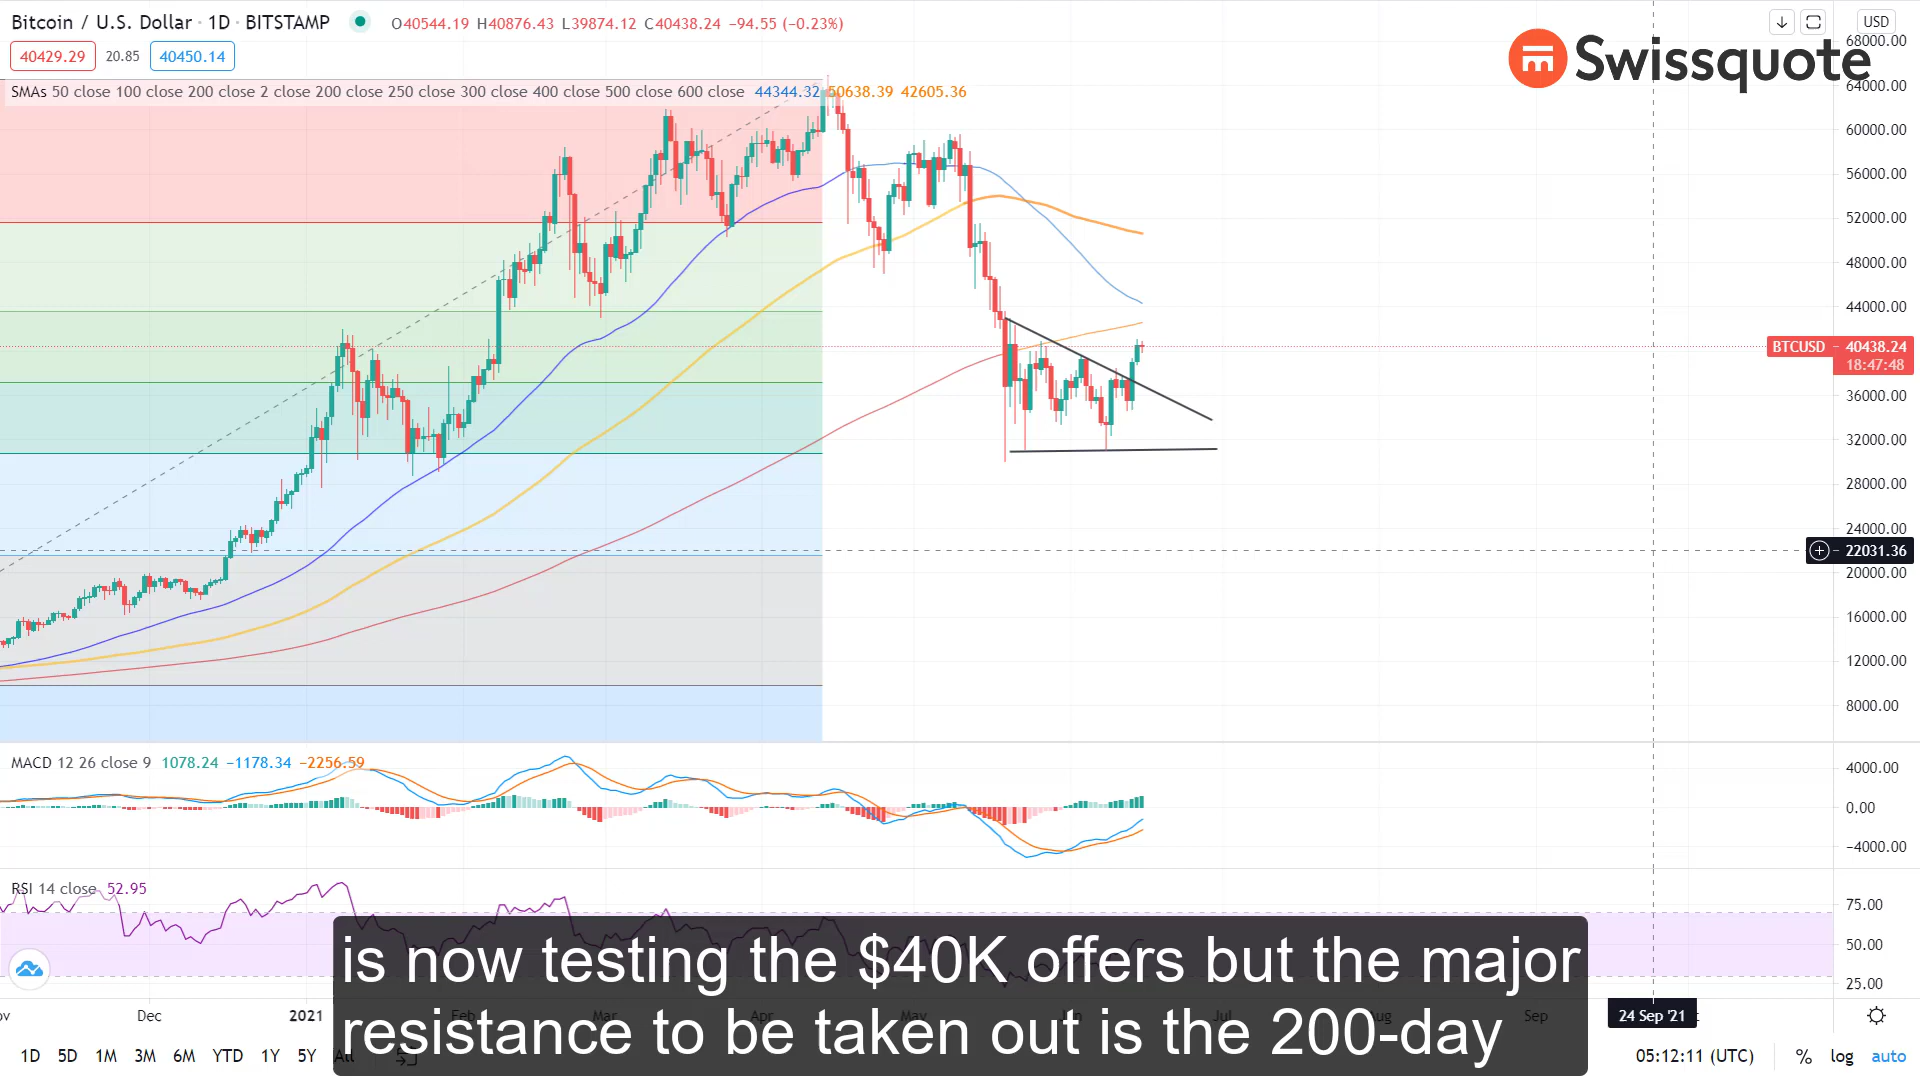 Bitcoin / U.S. Dollar · 1D · BITSTAMP O40544.19 H40876.43 L39874.12 C40438.24 −94.55 (−0.23%)
USD
40429.29 20.85 40450.14
Swissquote
SMAs 50 close 100 close 200 close 2 close 200 close 250 close 300 close 400 close 500 close 600 close 44344.32 50638.39 42605.36
68000.00
64000.00
60000.00
56000.00
52000.00
48000.00
44000.00
BTCUSD 40438.24
18:47:48
36000.00
32000.00
28000.00
24000.00
22031.36
20000.00
16000.00
12000.00
8000.00
MACD 12 26 close 9 1078.24 −1178.34 −2256.59
4000.00
0.00
−4000.00
RSI 14 close 52.95
75.00
50.00
25.00
is now testing the $40K offers but the major
resistance to be taken out is the 200-day
Dec 2021 Feb Mar Apr May Jun Jul Aug Sep 24 Sep '21
1D 5D 1M 3M 6M YTD 1Y 5Y All 05:12:11 (UTC) % log auto